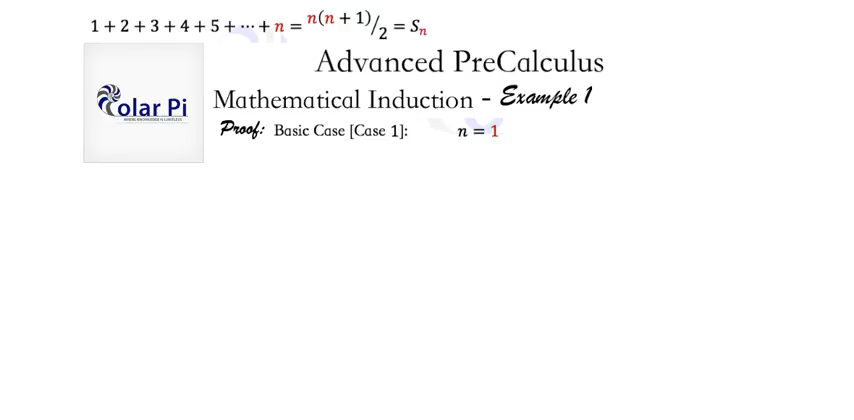 1 + 2 + 3 + 4 + 5 + ⋯ + n = n(n + 1)/2 = Sₙ
Advanced PreCalculus
olar Pi
Mathematical Induction - Example 1
Proof: Basic Case [Case 1]: n = 1